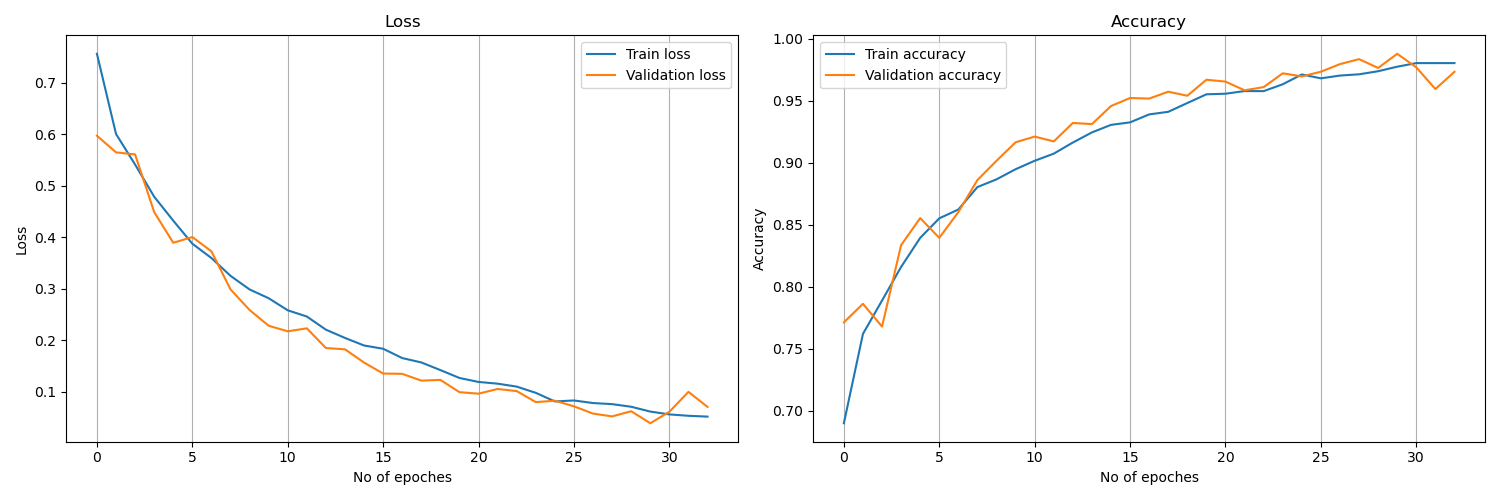 Loss
Train loss
Validation loss
0.7
0.6
0.5
0.4
0.3
0.2
0.1
Loss
0
5
10
15
20
25
30
No of epoches
Accuracy
Train accuracy
Validation accuracy
1.00
0.95
0.90
0.85
0.80
0.75
0.70
Accuracy
0
5
10
15
20
25
30
No of epoches